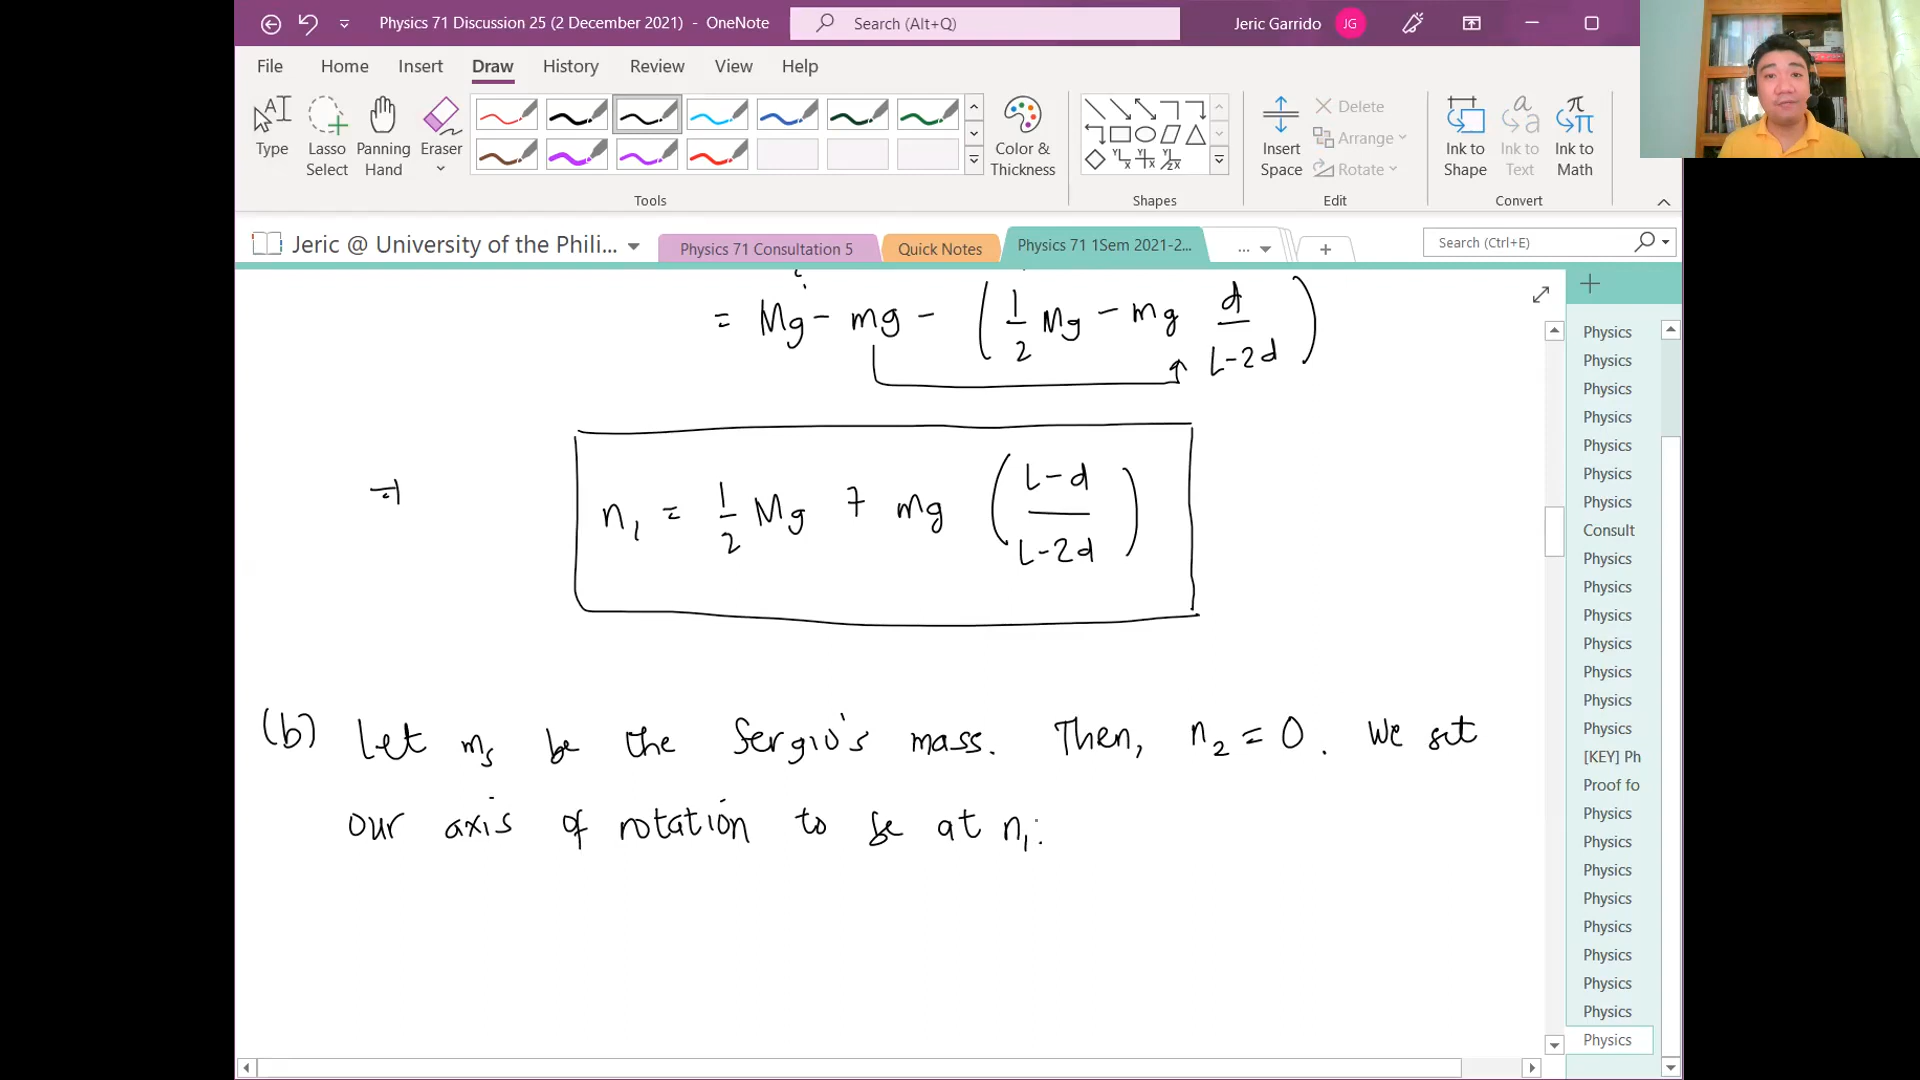 Physics 71 Discussion 25 (2 December 2021) - OneNote
Search (Alt+Q)
Jeric Garrido
JG
File Home Insert Draw History Review View Help
Type
Lasso Select
Panning Hand
Eraser
Color & Thickness
Insert Space
Delete
Arrange
Rotate
Ink to Shape
Ink to Text
Ink to Math
Tools
Shapes
Edit
Convert
Jeric @ University of the Phili...
Physics 71 Consultation 5
Quick Notes
Physics 71 1Sem 2021-2...
...
Search (Ctrl+E)
= Mg - mg - ( 1/2 Mg - mg d/(L-2d) )
⇒ n₁ = 1/2 Mg + mg ( (L-d)/(L-2d) )
(b) Let mₛ be the Sergio's mass. Then, n₂ = 0. We set
our axis of rotation to be at n₁:
Physics
Physics
Physics
Physics
Physics
Physics
Physics
Consult
Physics
Physics
Physics
Physics
Physics
Physics
Physics
[KEY] Ph
Proof fo
Physics
Physics
Physics
Physics
Physics
Physics
Physics
Physics
Physics